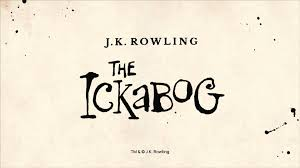 J.K. ROWLING
THE
ICKABOG
TM & © J.K. Rowling